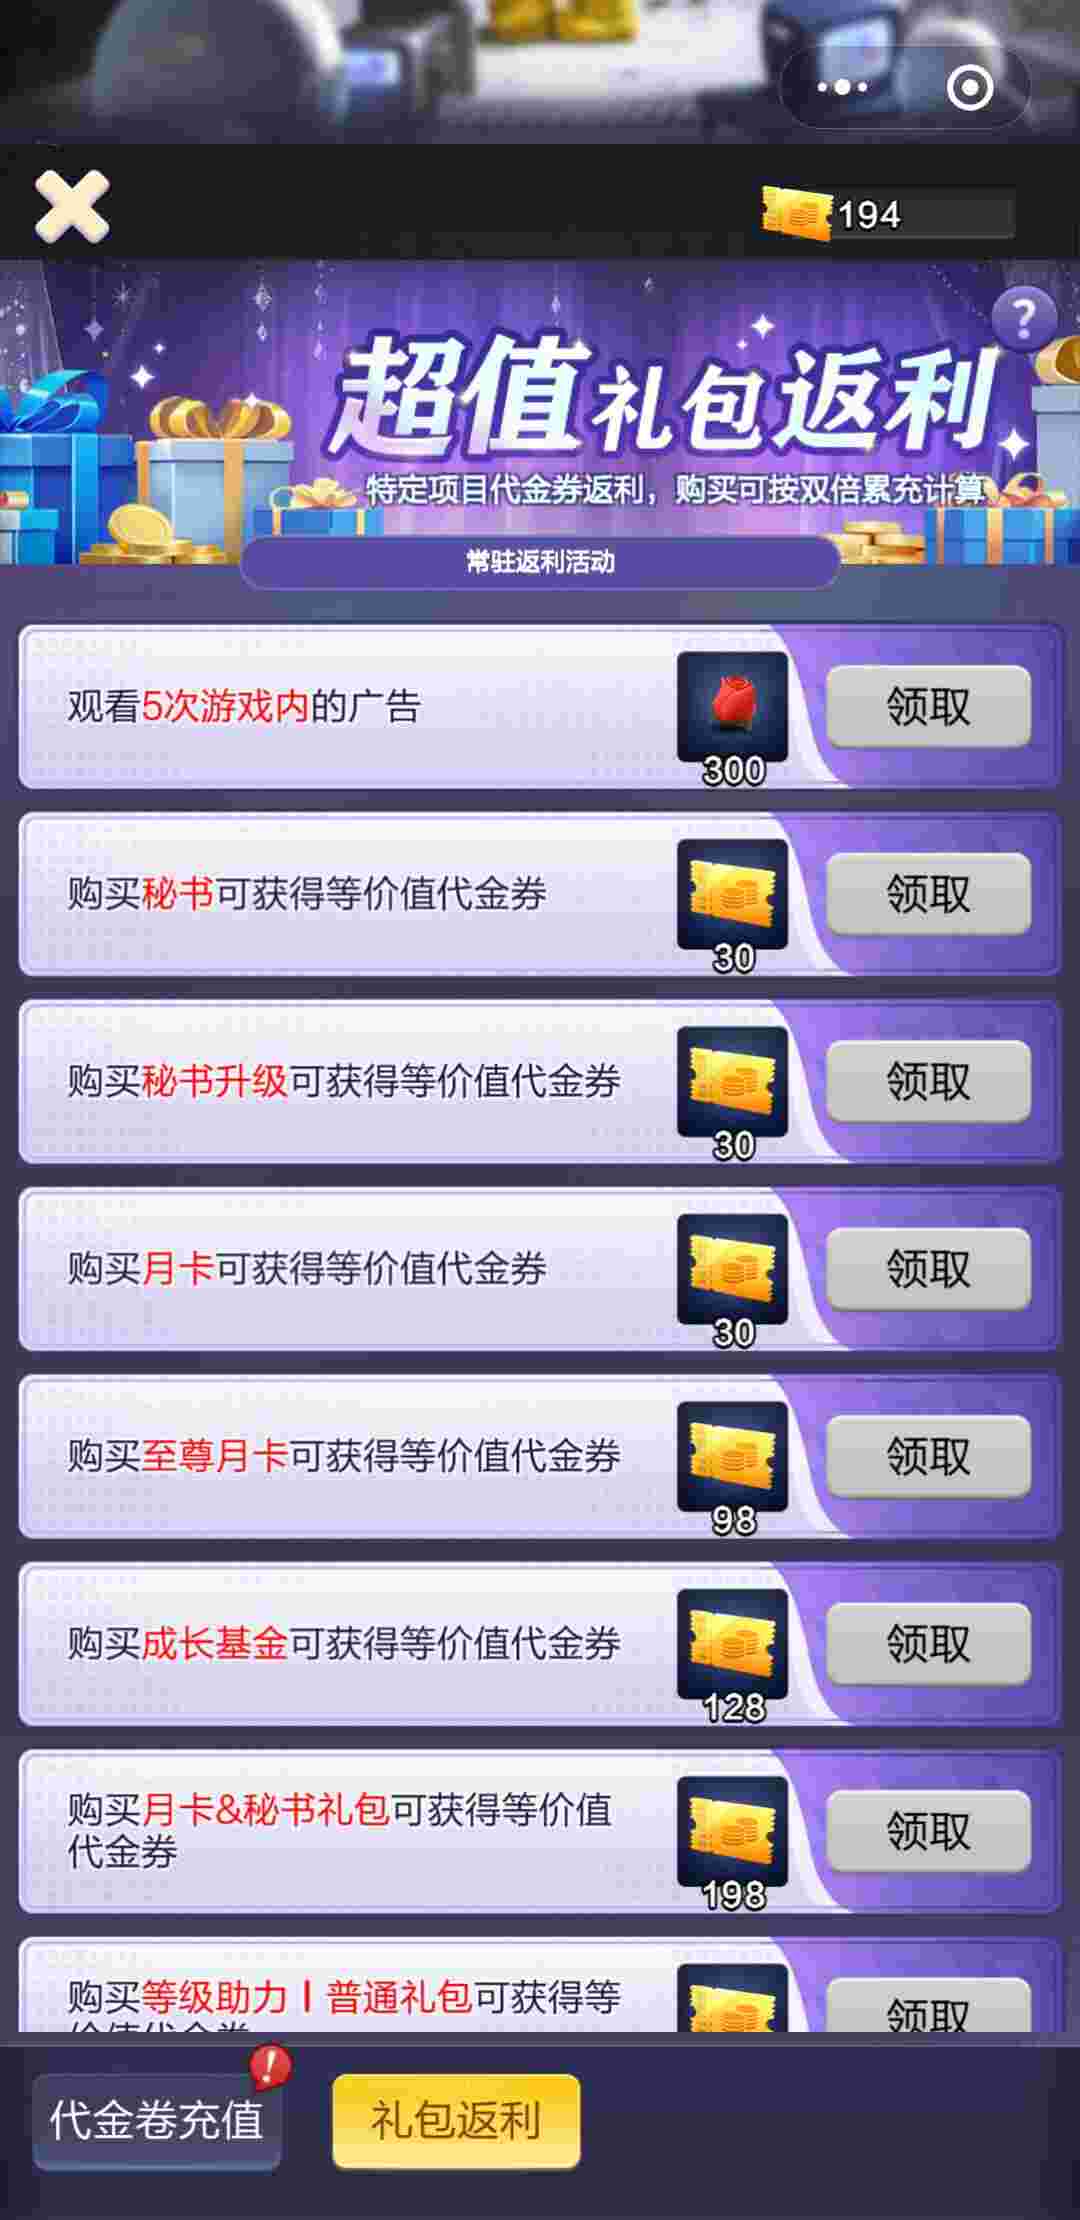 194
?
超值礼包返利
特定项目代金券返利，购买可按双倍累充计算
常驻返利活动
观看5次游戏内的广告
300
领取
购买秘书可获得等价值代金券
30
领取
购买秘书升级可获得等价值代金券
30
领取
购买月卡可获得等价值代金券
30
领取
购买至尊月卡可获得等价值代金券
98
领取
购买成长基金可获得等价值代金券
128
领取
购买月卡&秘书礼包可获得等价值
代金券
198
领取
购买等级助力丨普通礼包可获得等
价值代金券
领取
代金卷充值
!
礼包返利